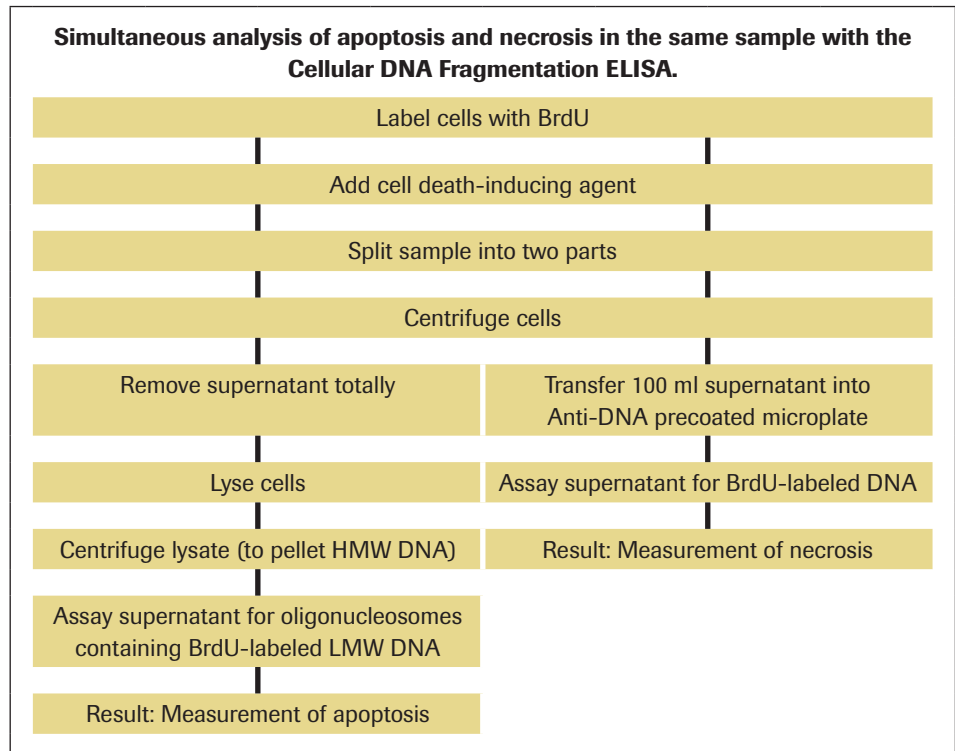 Simultaneous analysis of apoptosis and necrosis in the same sample with the
Cellular DNA Fragmentation ELISA.
Label cells with BrdU
Add cell death-inducing agent
Split sample into two parts
Centrifuge cells
Remove supernatant totally
Transfer 100 ml supernatant into
Anti-DNA precoated microplate
Lyse cells
Assay supernatant for BrdU-labeled DNA
Centrifuge lysate (to pellet HMW DNA)
Result: Measurement of necrosis
Assay supernatant for oligonucleosomes
containing BrdU-labeled LMW DNA
Result: Measurement of apoptosis